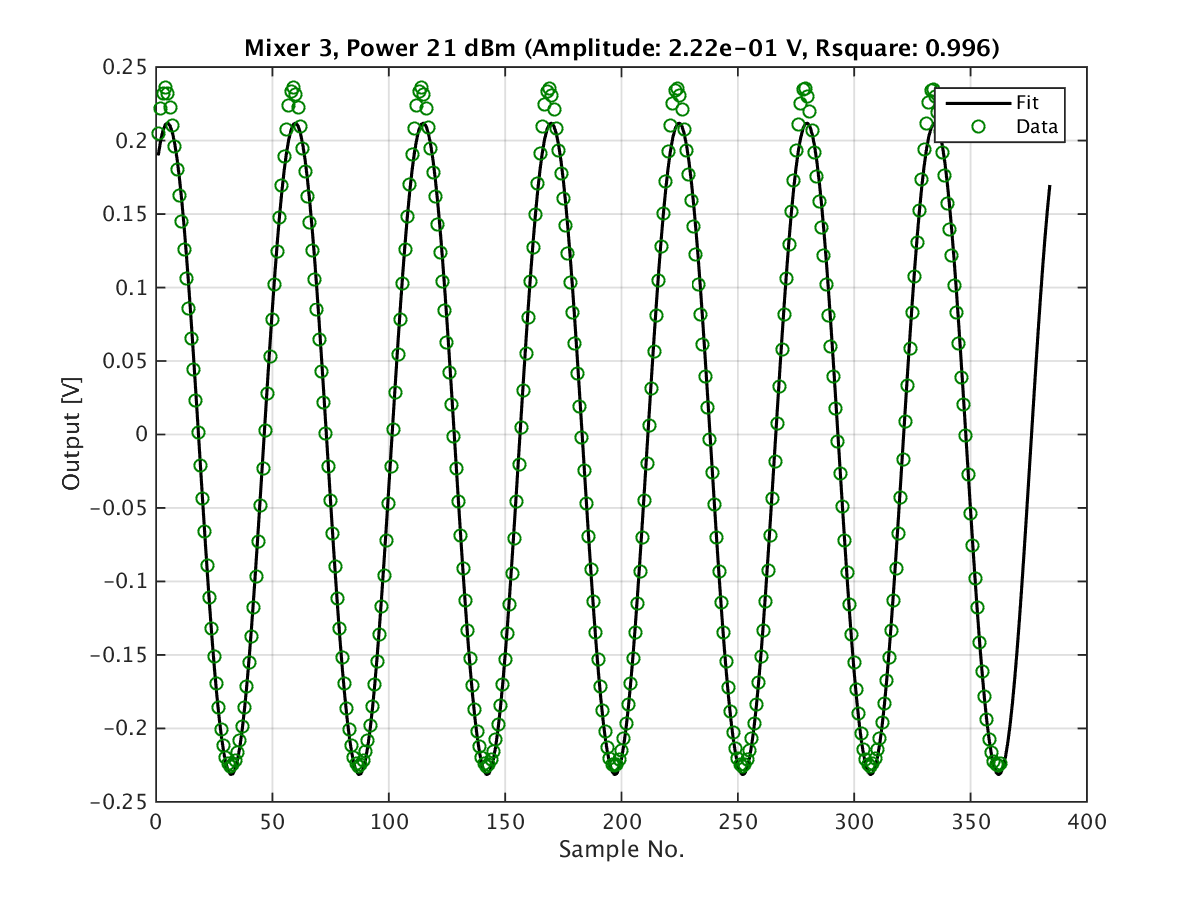 Mixer 3, Power 21 dBm (Amplitude: 2.22e−01 V, Rsquare: 0.996)
0.25
0.2
0.15
0.1
0.05
0
−0.05
−0.1
−0.15
−0.2
−0.25
Output [V]
Fit
Data
0 50 100 150 200 250 300 350 400
Sample No.